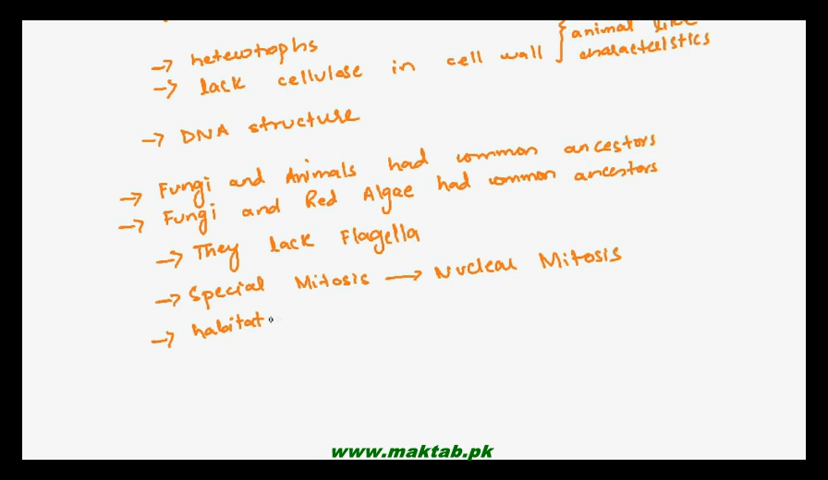 animal like
→ heterotrophs
→ lack cellulose in cell wall } characteristics
→ DNA structure
→ Fungi and Animals had common ancestors
→ Fungi and Red Algae had common ancestors
→ They lack Flagella
→ Special Mitosis → Nuclear Mitosis
→ habitat
www.maktab.pk